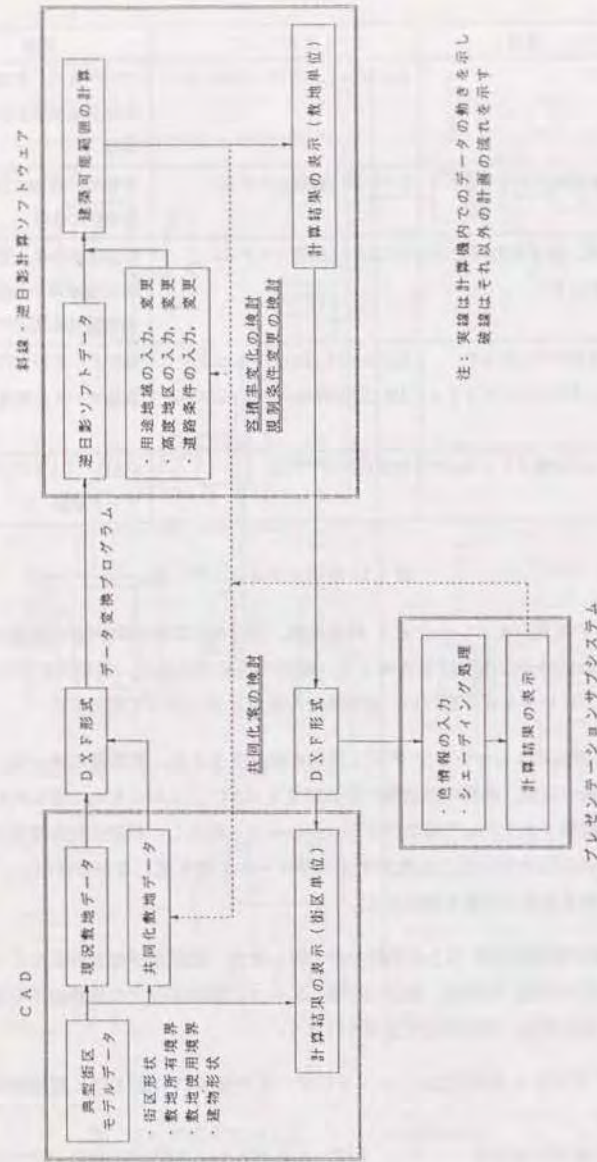 CAD
典型街区
モデルデータ
・街区形状
・敷地所有境界
・敷地使用境界
・建物形状
現況敷地データ
共同化敷地データ
計算結果の表示(街区単位)
DXF形式
データ変換プログラム
共同化案の検討
DXF形式
斜線・逆日影計算ソフトウェア
逆日影ソフトデータ
建築可能範囲の計算
・用途地域の入力，変更
・高度地区の入力，変更
・道路条件の入力，変更
容積率変化の検討
規制条件変更の検討
計算結果の表示(敷地単位)
・色情報の入力
・シェーディング処理
計算結果の表示
プレゼンテーションサブシステム
注，実線は計算機内でのデータの動きを示し
破線はそれ以外の計画の流れを示す